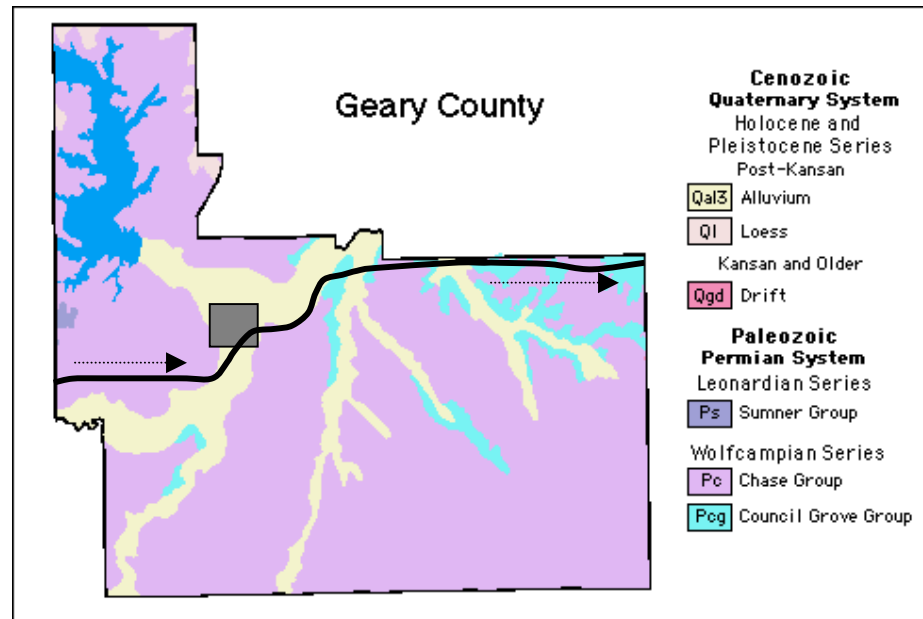 Geary County
Cenozoic
Quaternary System
Holocene and
Pleistocene Series
Post-Kansan
Qal3 Alluvium
Ql Loess
Kansan and Older
Qgd Drift
Paleozoic
Permian System
Leonardian Series
Ps Sumner Group
Wolfcampian Series
Pc Chase Group
Pcg Council Grove Group